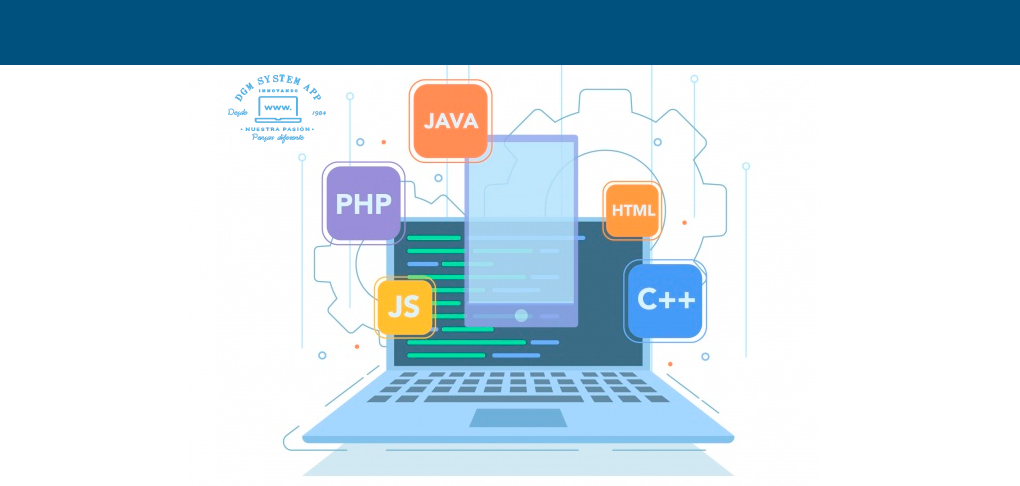 DGM SYSTEM APP
INNOVANDO
WWW.
Desde 1984
• NUESTRA PASIÓN •
Pensar diferente
JAVA
PHP
HTML
JS
C++